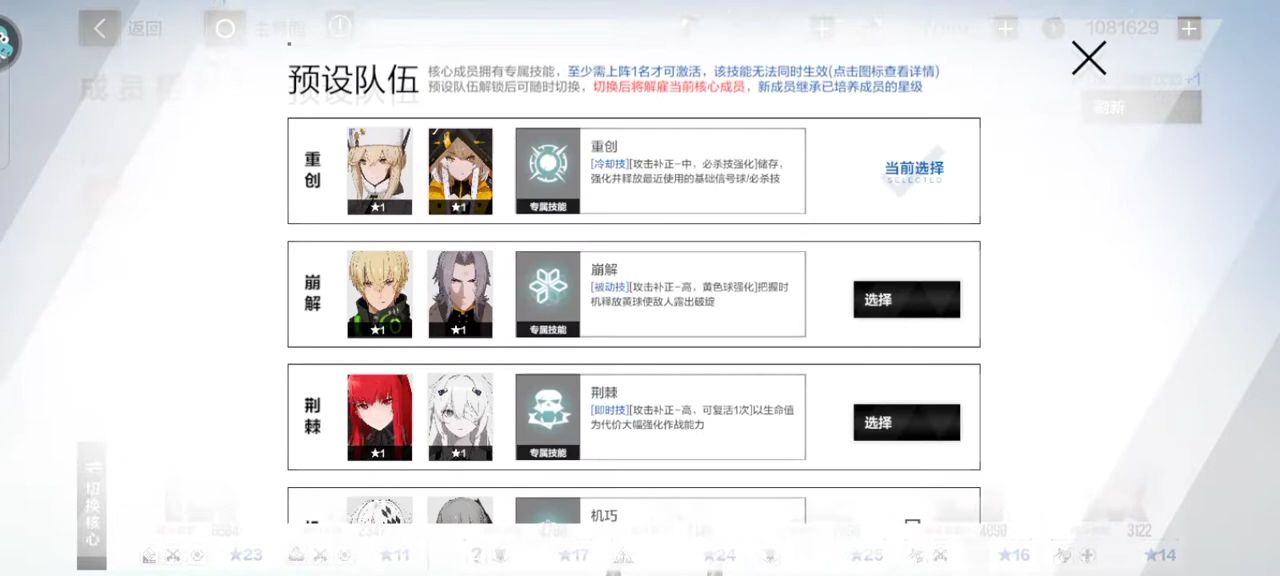 返回
主界面
1081629
预设队伍
核心成员拥有专属技能，至少需上阵1名才可激活，该技能无法同时生效(点击图标查看详情)
预设队伍解锁后可随时切换，切换后将解雇当前核心成员，新成员继承已培养成员的星级
刷新
重创
★1
★1
专属技能
重创
[冷却技][攻击补正-中，必杀技强化]储存，
强化并释放最近使用的基础信号球/必杀技
当前选择
SELECTED
崩解
★1
★1
专属技能
崩解
[被动技][攻击补正-高，黄色球强化]把握时
机释放黄球使敌人露出破绽
选择
荆棘
★1
★1
专属技能
荆棘
[即时技][攻击补正-高，可复活1次]以生命值
为代价大幅强化作战能力
选择
机巧
切换核心
4890
3122
★23
★11
★17
★24
★25
★16
★14